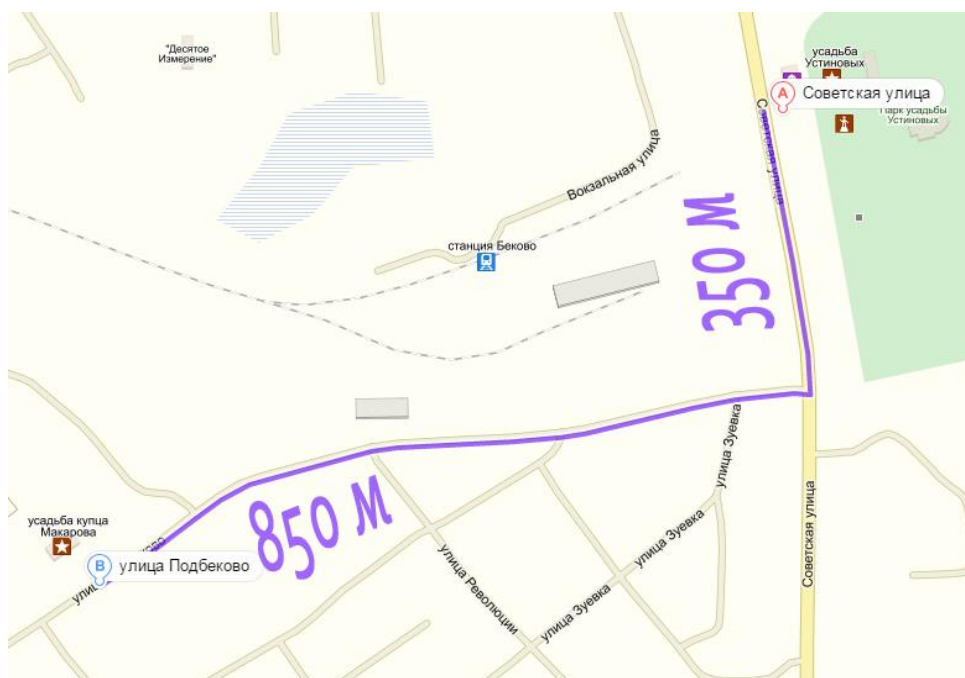 "Десятое
Измерение"
усадьба
Устиновых
А
Советская улица
Парк усадьбы
Устиновых
Советская улица
Вокзальная улица
станция Беково
350 м
улица Зуевка
850 м
усадьба купца
Макарова
В
улица Подбеково
улица Революции
улица Зуевка
улица Зуевка
Советская улица